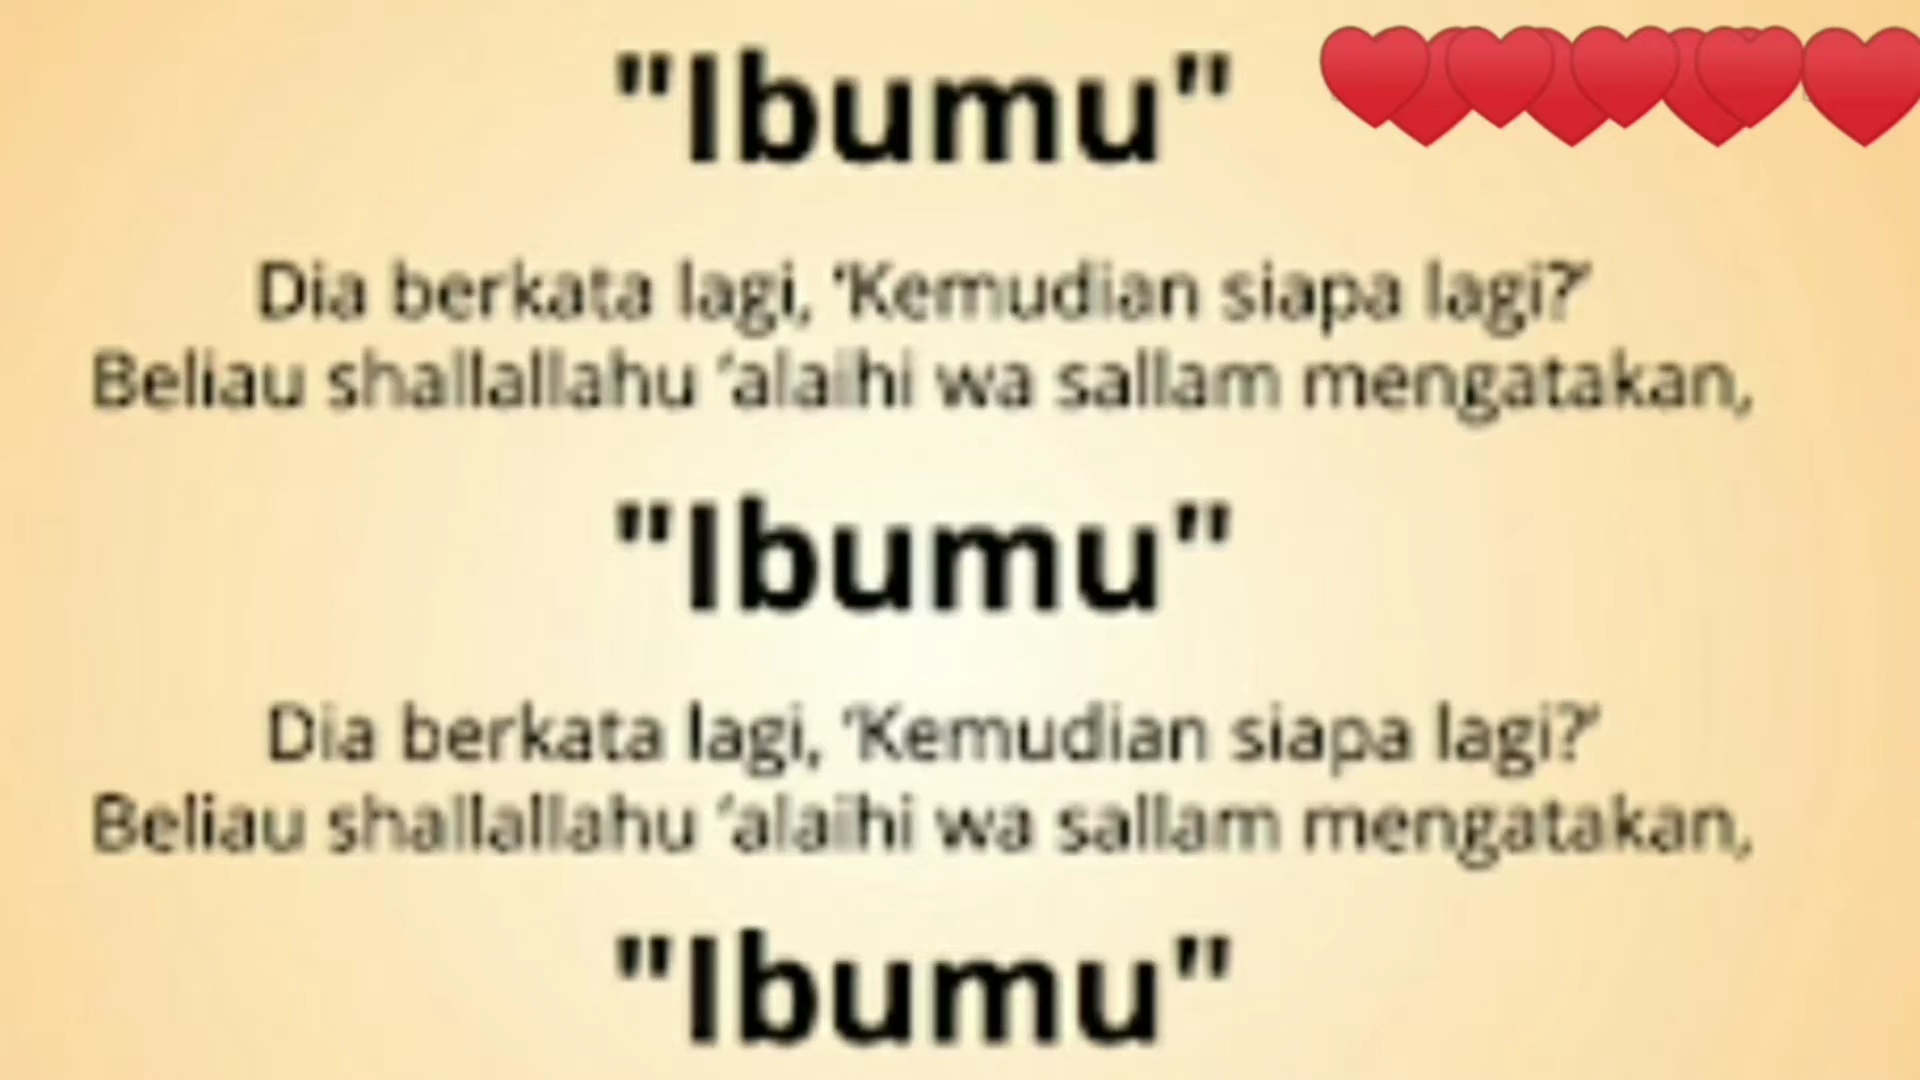 "Ibumu"
Dia berkata lagi, ‘Kemudian siapa lagi?’
Beliau shallallahu ‘alaihi wa sallam mengatakan,
"Ibumu"
Dia berkata lagi, ‘Kemudian siapa lagi?’
Beliau shallallahu ‘alaihi wa sallam mengatakan,
"Ibumu"